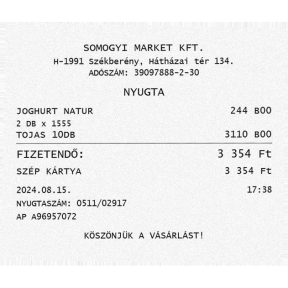 SOMOGYI MARKET KFT.
H-1991 Székberény, Hátházai tér 134.
ADÓSZÁM: 39097888-2-30
NYUGTA
JOGHURT NATUR 244 B00
2 DB x 1555
TOJAS 10DB 3110 B00
FIZETENDŐ: 3 354 Ft
SZÉP KÁRTYA 3 354 Ft
2024.08.15. 17:38
NYUGTASZÁM: 0511/02917
AP A96957072
KÖSZÖNJÜK A VÁSÁRLÁST!